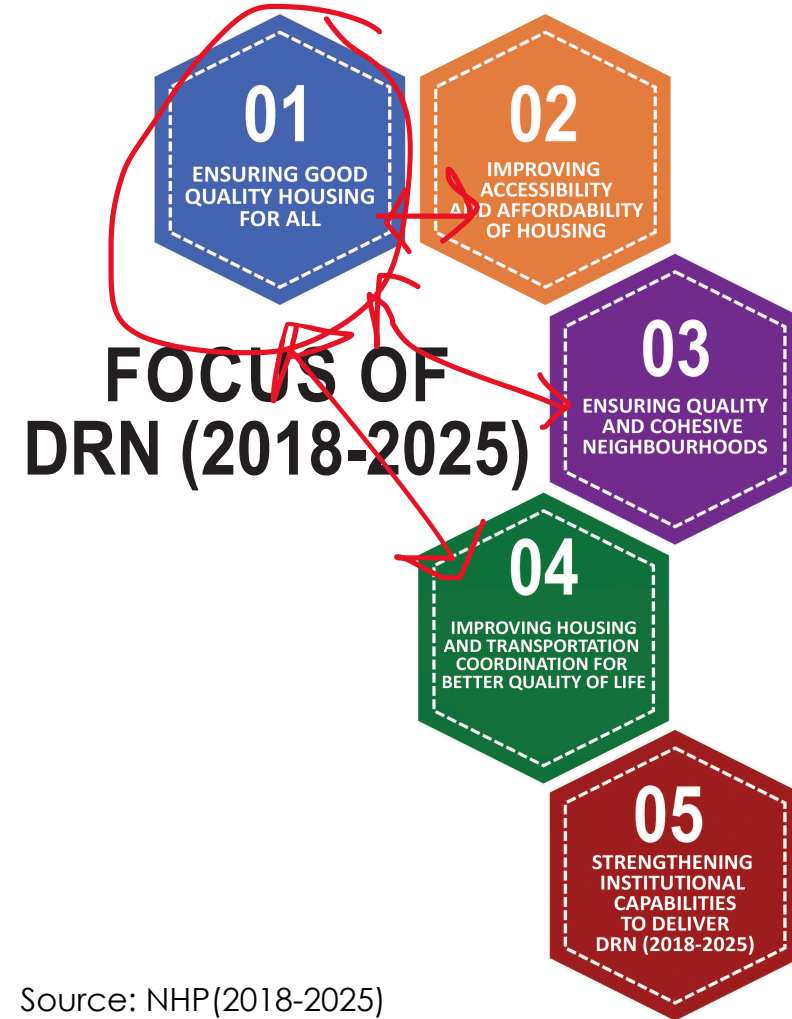 01
ENSURING GOOD
QUALITY HOUSING
FOR ALL
02
IMPROVING
ACCESSIBILITY
AND AFFORDABILITY
OF HOUSING
03
ENSURING QUALITY
AND COHESIVE
NEIGHBOURHOODS
FOCUS OF
DRN (2018-2025)
04
IMPROVING HOUSING
AND TRANSPORTATION
COORDINATION FOR
BETTER QUALITY OF LIFE
05
STRENGTHENING
INSTITUTIONAL
CAPABILITIES
TO DELIVER
DRN (2018-2025)
Source: NHP(2018-2025)